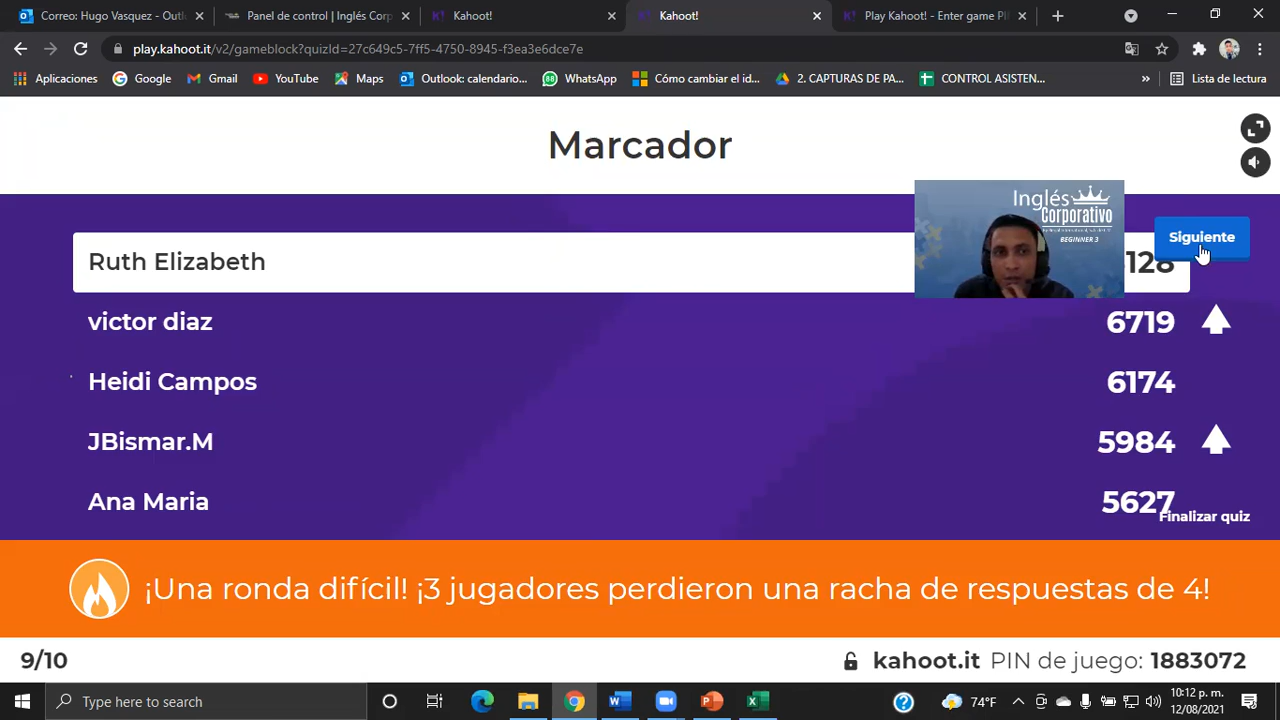 Correo: Hugo Vasquez - Outl
Panel de control | Inglés Corp
Kahoot!
Kahoot!
Play Kahoot! - Enter game PI
play.kahoot.it/v2/gameblock?quizId=27c649c5-7ff5-4750-8945-f3ea3e6dce7e
Aplicaciones
Google
Gmail
YouTube
Maps
Outlook: calendario...
WhatsApp
Cómo cambiar el id...
2. CAPTURAS DE PA...
CONTROL ASISTEN...
»
Lista de lectura
Marcador
Inglés
Corporativo
BEGINNER 3
Siguiente
Ruth Elizabeth 128
victor diaz 6719
Heidi Campos 6174
JBismar.M 5984
Ana Maria 5627
Finalizar quiz
¡Una ronda difícil! ¡3 jugadores perdieron una racha de respuestas de 4!
9/10
kahoot.it PIN de juego: 1883072
Type here to search
74°F
10:12 p. m.
12/08/2021